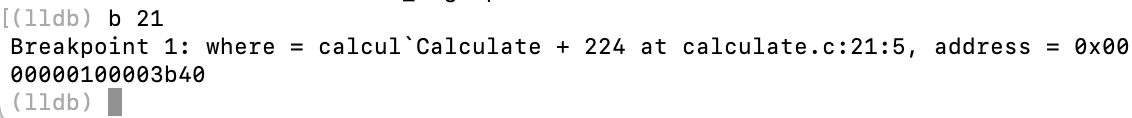 [(lldb) b 21
Breakpoint 1: where = calcul`Calculate + 224 at calculate.c:21:5, address = 0x00
00000100003b40
(lldb)